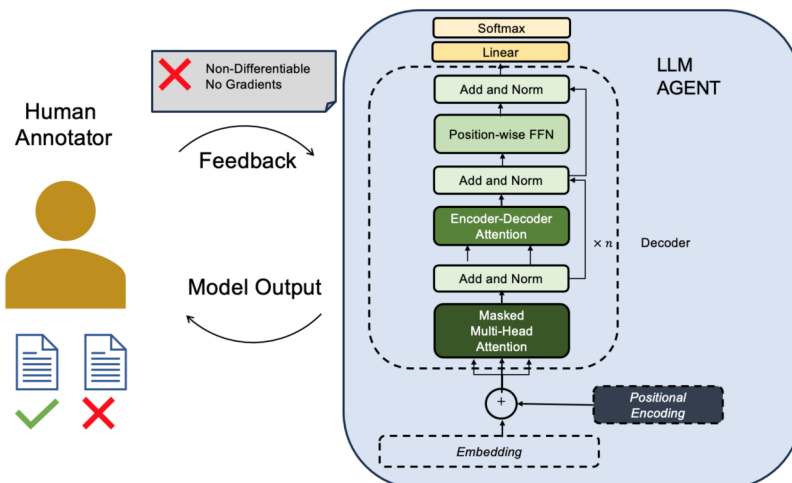 Softmax
Linear
Non-Differentiable
No Gradients
LLM
AGENT
Human
Annotator
Feedback
Add and Norm
Position-wise FFN
Add and Norm
Encoder-Decoder
Attention
× n
Decoder
Model Output
Add and Norm
Masked
Multi-Head
Attention
+
Positional
Encoding
Embedding